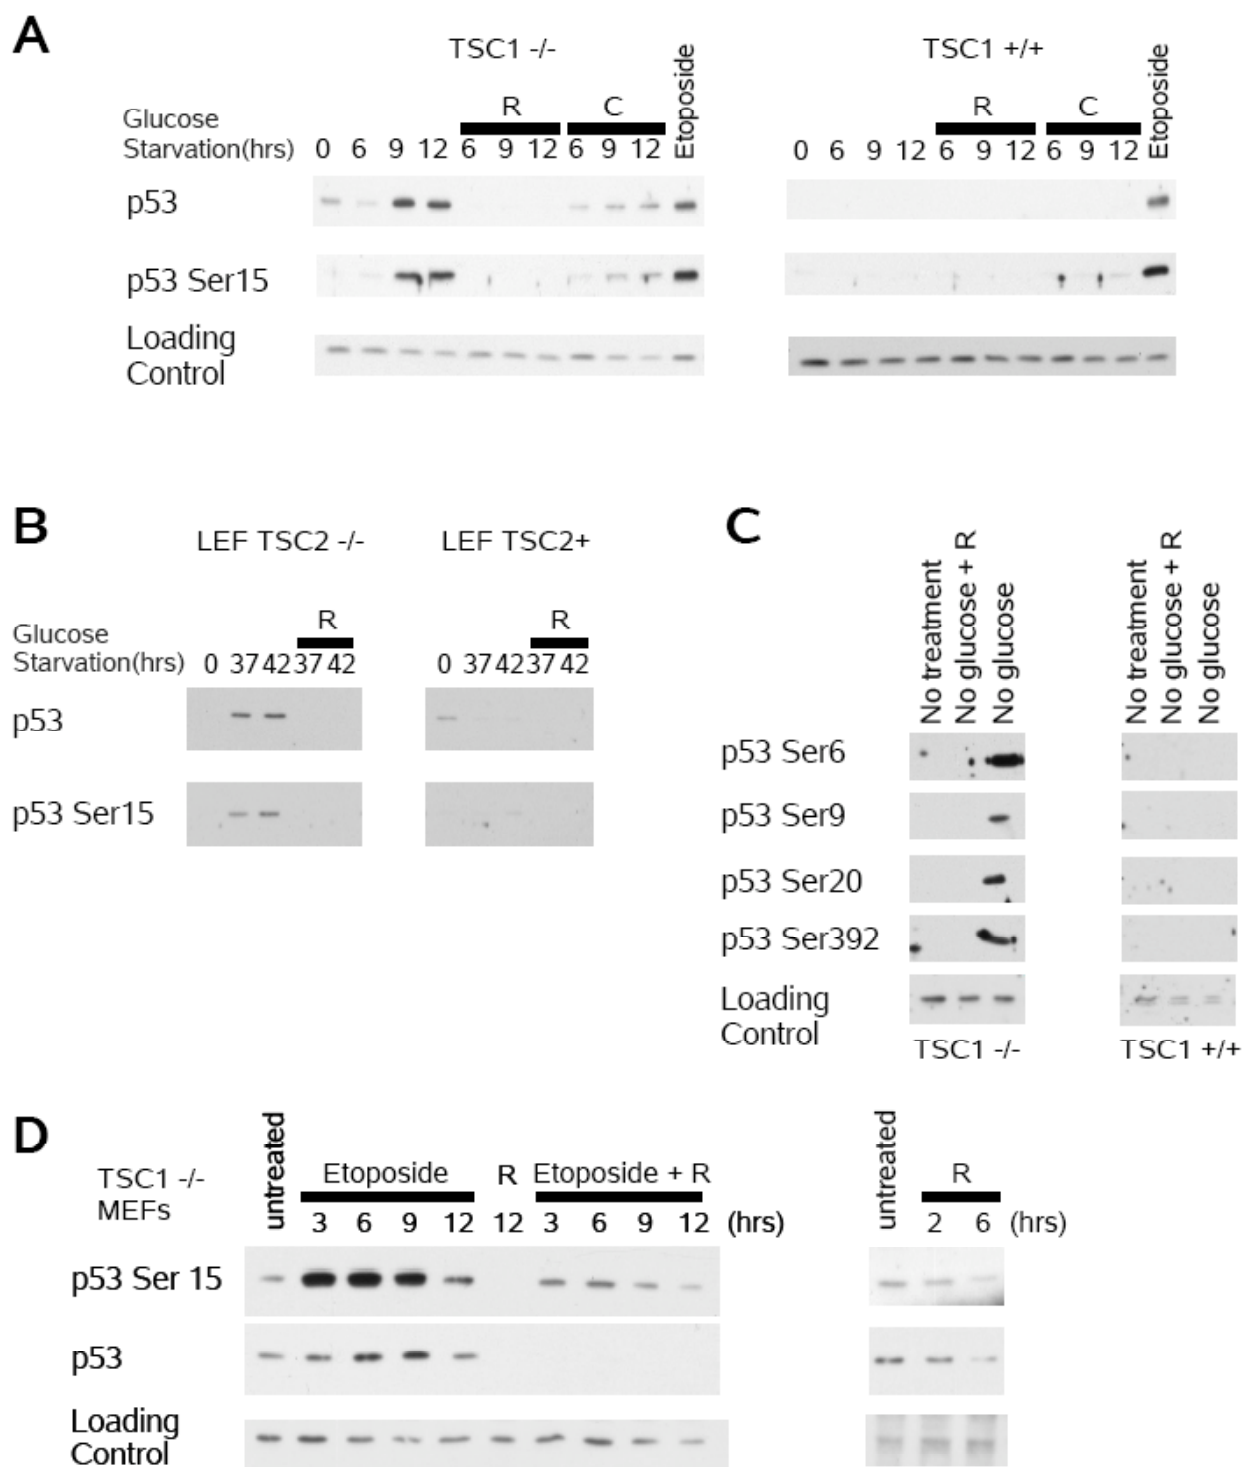 A
TSC1 -/-
TSC1 +/+
Etoposide
Etoposide
R
C
R
C
Glucose
Starvation(hrs)
0 6 9 12 6 9 12 6 9 12
0 6 9 12 6 9 12 6 9 12
p53
p53 Ser15
Loading
Control
B
LEF TSC2 -/-
LEF TSC2+
R
R
Glucose
Starvation(hrs)
0 37 42 37 42
0 37 42 37 42
p53
p53 Ser15
C
No treatment
No glucose + R
No glucose
No treatment
No glucose + R
No glucose
p53 Ser6
p53 Ser9
p53 Ser20
p53 Ser392
Loading
Control
TSC1 -/-
TSC1 +/+
D
TSC1 -/-
MEFs
untreated
Etoposide
R
Etoposide + R
3 6 9 12 12 3 6 9 12 (hrs)
untreated
R
2 6 (hrs)
p53 Ser 15
p53
Loading
Control